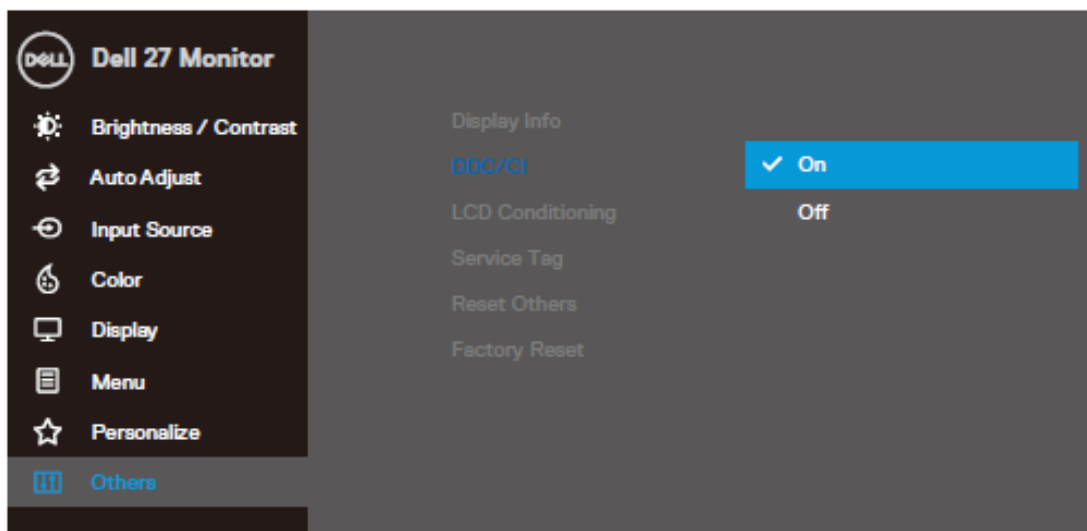 DELL Dell 27 Monitor
Brightness / Contrast
Auto Adjust
Input Source
Color
Display
Menu
Personalize
Others
Display Info
DDC/CI
LCD Conditioning
Service Tag
Reset Others
Factory Reset
On
Off